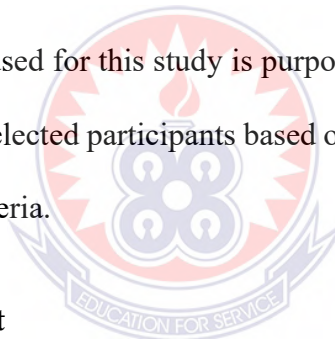 sed for this study is purpo
elected participants based o
eria.
EDUCATION FOR SERVICE
t